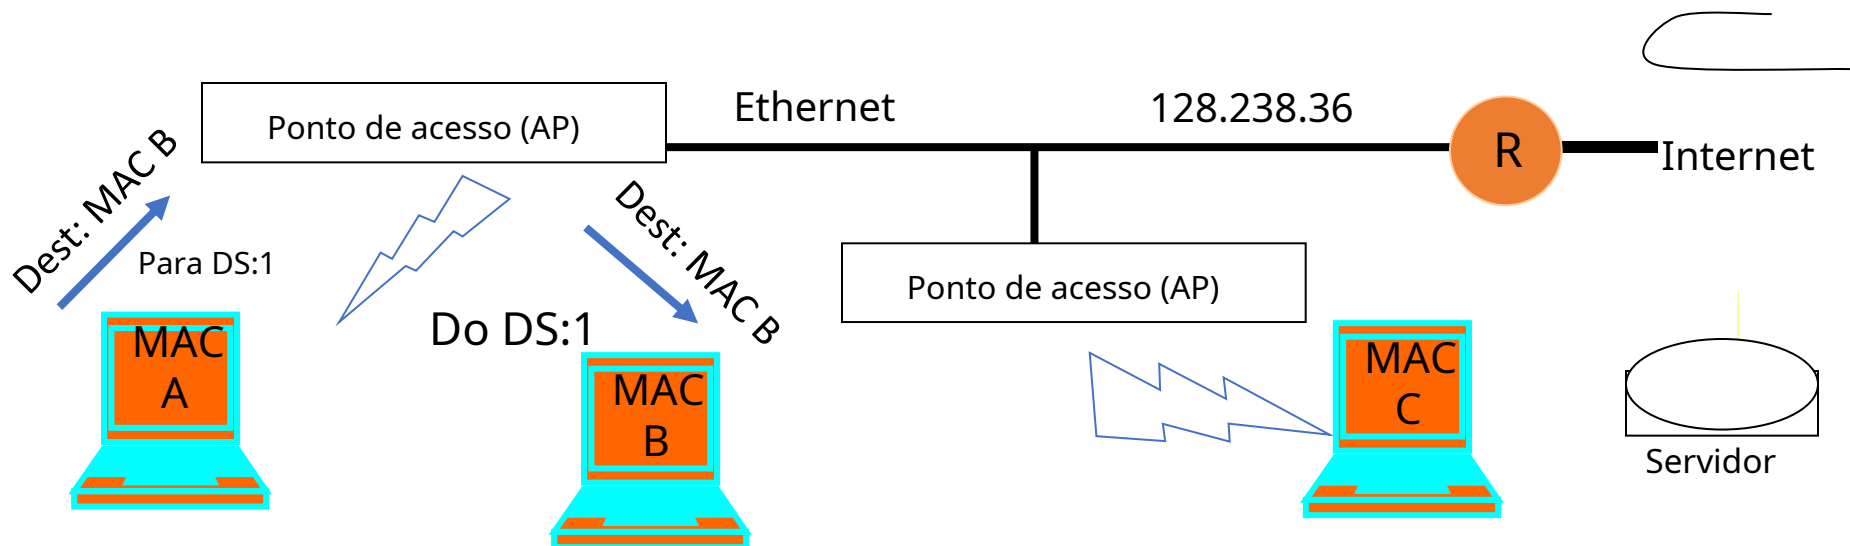 Ethernet
128.238.36
Ponto de acesso (AP)
R
Internet
Dest: MAC B
Dest: MAC B
Para DS:1
Ponto de acesso (AP)
Do DS:1
MAC
A
MAC
B
MAC
C
Servidor